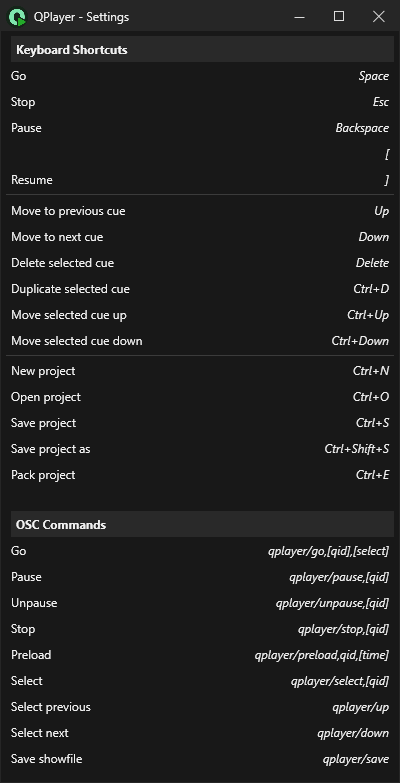 QPlayer - Settings
Keyboard Shortcuts
Go Space
Stop Esc
Pause Backspace
[
Resume ]
Move to previous cue Up
Move to next cue Down
Delete selected cue Delete
Duplicate selected cue Ctrl+D
Move selected cue up Ctrl+Up
Move selected cue down Ctrl+Down
New project Ctrl+N
Open project Ctrl+O
Save project Ctrl+S
Save project as Ctrl+Shift+S
Pack project Ctrl+E
OSC Commands
Go qplayer/go,[qid],[select]
Pause qplayer/pause,[qid]
Unpause qplayer/unpause,[qid]
Stop qplayer/stop,[qid]
Preload qplayer/preload,qid,[time]
Select qplayer/select,[qid]
Select previous qplayer/up
Select next qplayer/down
Save showfile qplayer/save